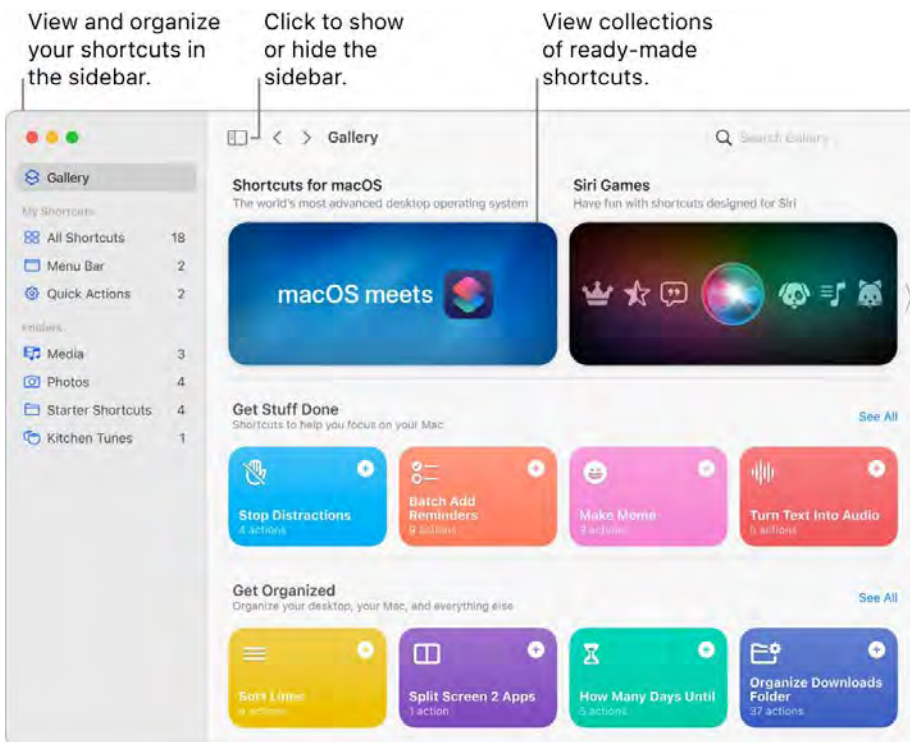 View and organize
your shortcuts in
the sidebar.
Click to show
or hide the
sidebar.
View collections
of ready-made
shortcuts.
Gallery
Search Gallery
Gallery
My Shortcuts
All Shortcuts 18
Menu Bar 2
Quick Actions 2
Folders
Media 3
Photos 4
Starter Shortcuts 4
Kitchen Tunes 1
Shortcuts for macOS
The world's most advanced desktop operating system
macOS meets
Siri Games
Have fun with shortcuts designed for Siri
Get Stuff Done
Shortcuts to help you focus on your Mac
See All
Stop Distractions
4 actions
Batch Add
Reminders
9 actions
Make Meme
3 actions
Turn Text Into Audio
actions
Get Organized
Organize your desktop, your Mac, and everything else
See All
Sort Lines
actions
Split Screen 2 Apps
1 action
How Many Days Until
5 actions
Organize Downloads
Folder
37 actions